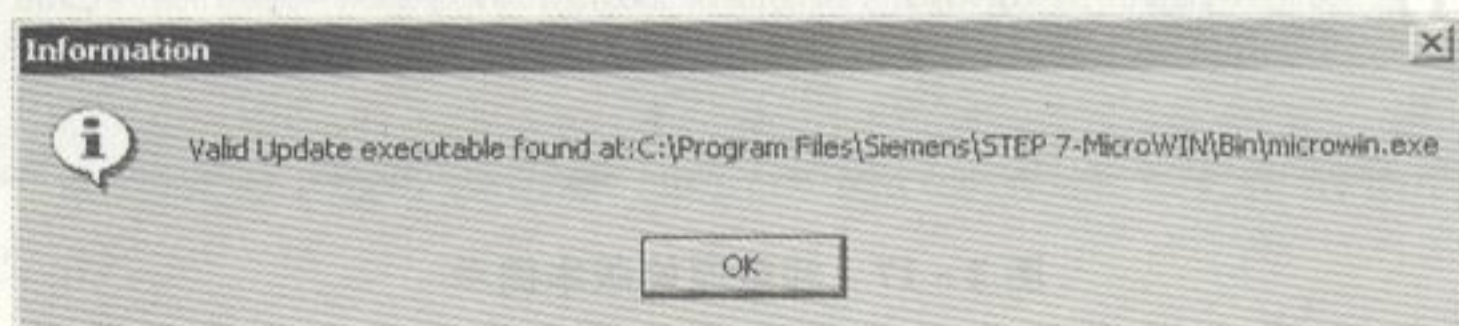 Information
Valid Update executable found at:C:\Program Files\Siemens\STEP 7-MicroWIN\Bin\microwin.exe
OK